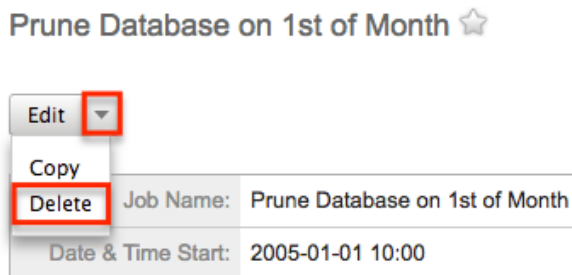 Prune Database on 1st of Month
Edit
Copy
Delete
Job Name: Prune Database on 1st of Month
Date & Time Start: 2005-01-01 10:00